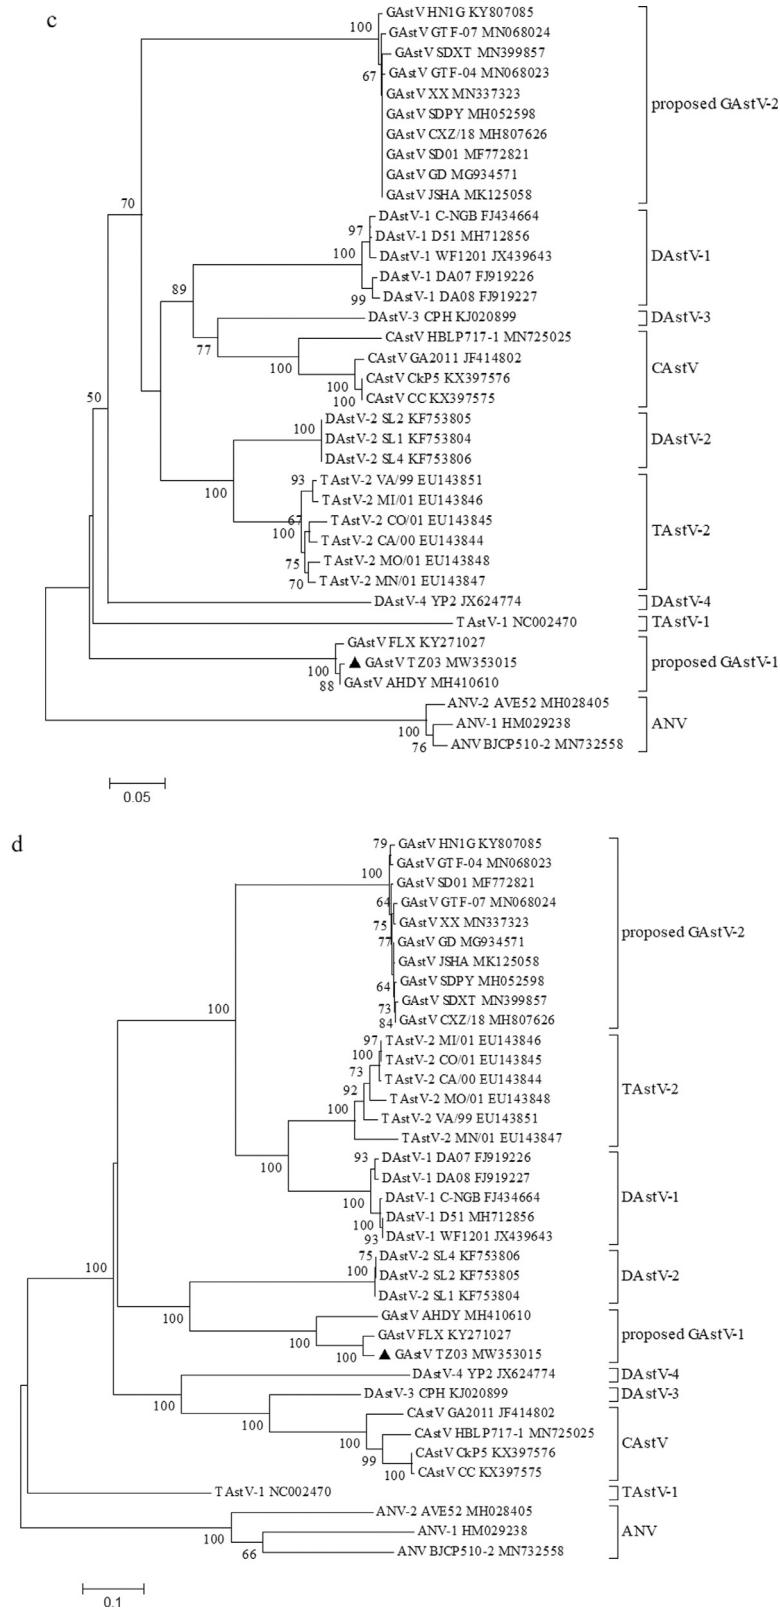 c
GAstV HN1G KY807085
100
GAstV GTF-07 MN068024
GAstV SDXT MN399857
67
GAstV GTF-04 MN068023
GAstV XX MN337323
proposed GAstV-2
GAstV SDPY MH052598
GAstV CXZ/18 MH807626
GAstV SD01 MF772821
GAstV GD MG934571
GAstV JSHA MK125058
70
DAstV-1 C-NGB FJ434664
97
DAstV-1 D51 MH712856
100
DAstV-1 WF1201 JX439643
DAstV-1
DAstV-1 DA07 FJ919226
89
99
DAstV-1 DA08 FJ919227
DAstV-3 CPH KJ020899
DAstV-3
77
CAstV HBLP717-1 MN725025
100
CAstV GA2011 JF414802
CAstV
100
CAstV CkP5 KX397576
100
CAstV CC KX397575
50
DAstV-2 SL2 KF753805
100
DAstV-2 SL1 KF753804
DAstV-2
DAstV-2 SL4 KF753806
100
93
TAstV-2 VA/99 EU143851
TAstV-2 MI/01 EU143846
67
TAstV-2 CO/01 EU143845
100
TAstV-2
TAstV-2 CA/00 EU143844
75
TAstV-2 MO/01 EU143848
70
TAstV-2 MN/01 EU143847
DAstV-4 YP2 JX624774
DAstV-4
TAstV-1 NC002470
TAstV-1
GAstV FLX KY271027
100
▲ GAstV TZ03 MW353015
proposed GAstV-1
88
GAstV AHDY MH410610
ANV-2 AVE52 MH028405
100
ANV-1 HM029238
ANV
76
ANV BJCP510-2 MN732558
0.05
d
79
GAstV HN1G KY807085
GAstV GTF-04 MN068023
100
GAstV SD01 MF772821
64
GAstV GTF-07 MN068024
75
GAstV XX MN337323
proposed GAstV-2
77
GAstV GD MG934571
GAstV JSHA MK125058
64
GAstV SDPY MH052598
73
GAstV SDXT MN399857
84
GAstV CXZ/18 MH807626
100
97
TAstV-2 MI/01 EU143846
100
TAstV-2 CO/01 EU143845
73
TAstV-2 CA/00 EU143844
TAstV-2
92
TAstV-2 MO/01 EU143848
100
TAstV-2 VA/99 EU143851
TAstV-2 MN/01 EU143847
100
93
DAstV-1 DA07 FJ919226
DAstV-1 DA08 FJ919227
100
DAstV-1 C-NGB FJ434664
DAstV-1
100
DAstV-1 D51 MH712856
93
DAstV-1 WF1201 JX439643
75
DAstV-2 SL4 KF753806
100
DAstV-2 SL2 KF753805
DAstV-2
100
DAstV-2 SL1 KF753804
100
GAstV AHDY MH410610
100
GAstV FLX KY271027
proposed GAstV-1
100
▲ GAstV TZ03 MW353015
DAstV-4 YP2 JX624774
DAstV-4
100
DAstV-3 CPH KJ020899
DAstV-3
100
CAstV GA2011 JF414802
100
CAstV HBLP717-1 MN725025
CAstV
99
CAstV CkP5 KX397576
100
CAstV CC KX397575
TAstV-1 NC002470
TAstV-1
ANV-2 AVE52 MH028405
100
ANV-1 HM029238
ANV
66
ANV BJCP510-2 MN732558
0.1